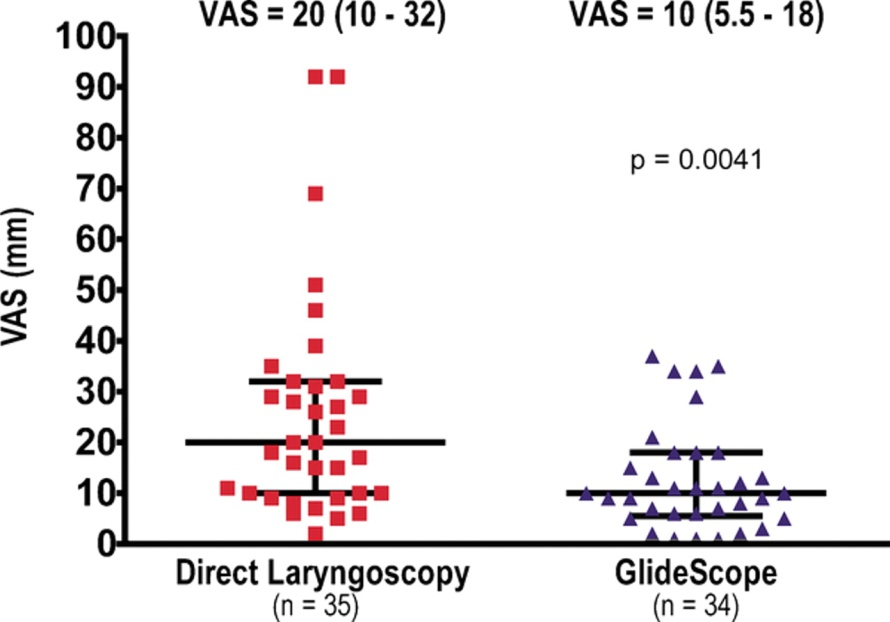 VAS = 20 (10 - 32)
VAS = 10 (5.5 - 18)
100
90
80
70
60
50
40
30
20
10
0
VAS (mm)
p = 0.0041
Direct Laryngoscopy
(n = 35)
GlideScope
(n = 34)